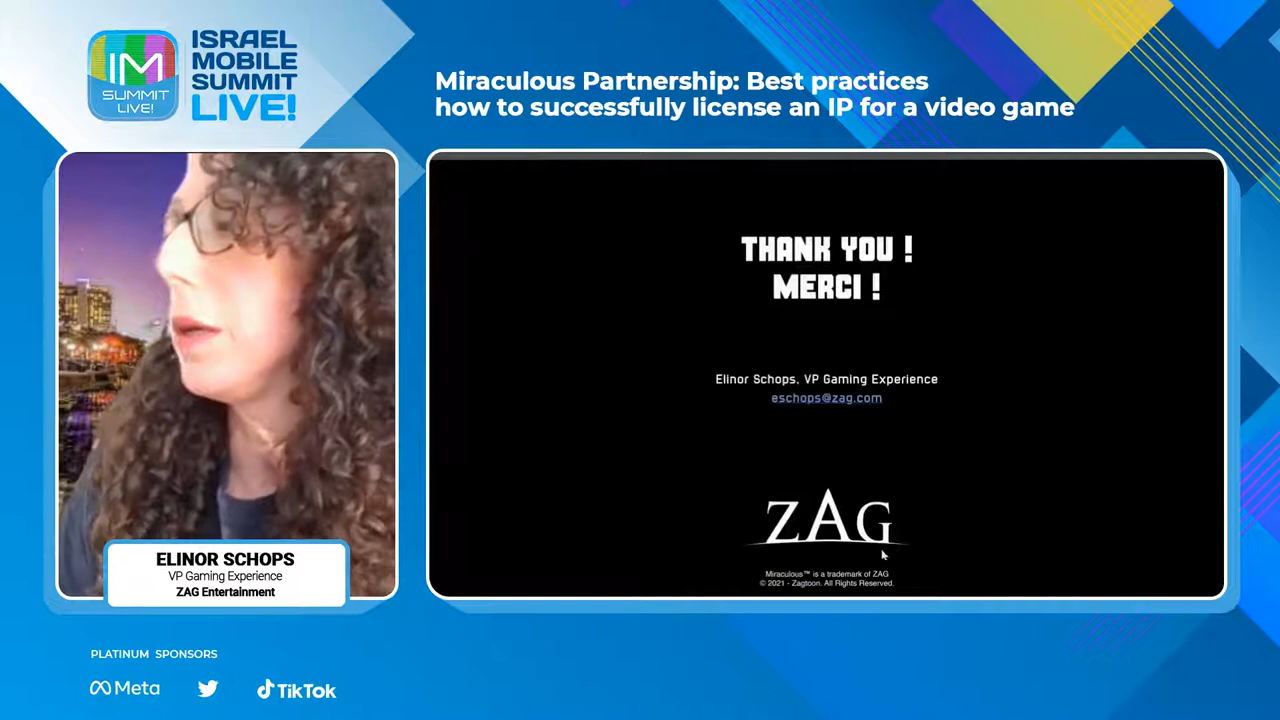 IM
SUMMIT
LIVE!
ISRAEL
MOBILE
SUMMIT
LIVE!
Miraculous Partnership: Best practices
how to successfully license an IP for a video game
THANK YOU !
MERCI !
Elinor Schops, VP Gaming Experience
eschops@zag.com
ZAG
Miraculous™ is a trademark of ZAG
© 2021 - Zagtoon. All Rights Reserved.
ELINOR SCHOPS
VP Gaming Experience
ZAG Entertainment
PLATINUM SPONSORS
Meta
TikTok